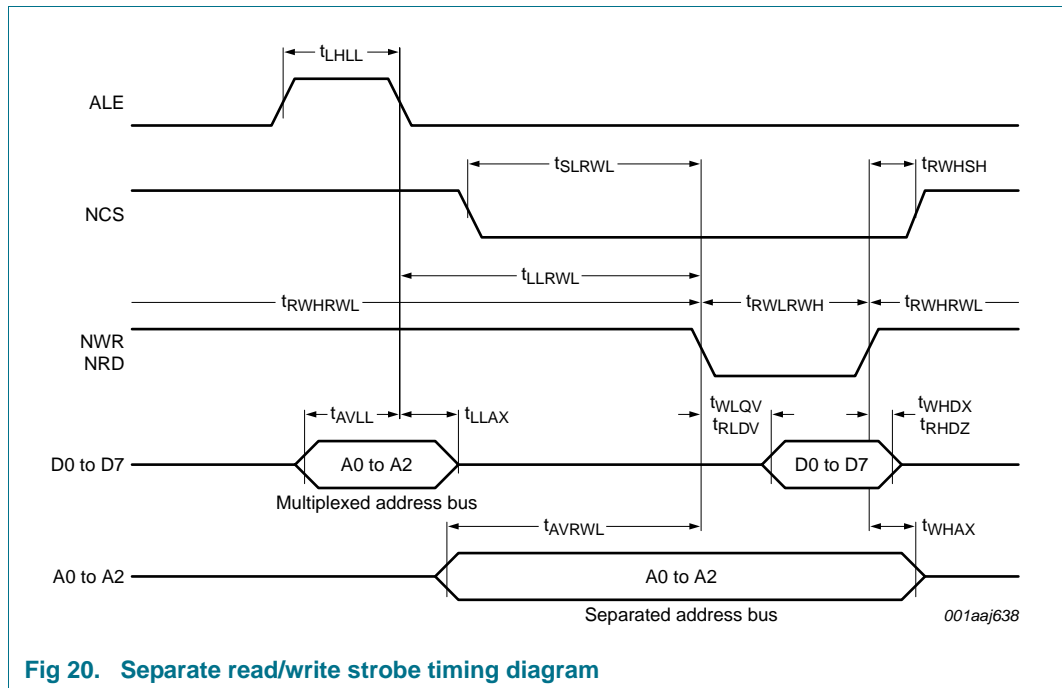 tLHLL
ALE
tSLRWL
tRWHSH
NCS
tLLRWL
tRWHRWL
tRWLRWH
tRWHRWL
NWR
NRD
tAVLL
tLLAX
tWLQV
tRLDV
tWHDX
tRHDZ
D0 to D7
A0 to A2
D0 to D7
Multiplexed address bus
tAVRWL
tWHAX
A0 to A2
A0 to A2
Separated address bus
001aaj638
Fig 20. Separate read/write strobe timing diagram